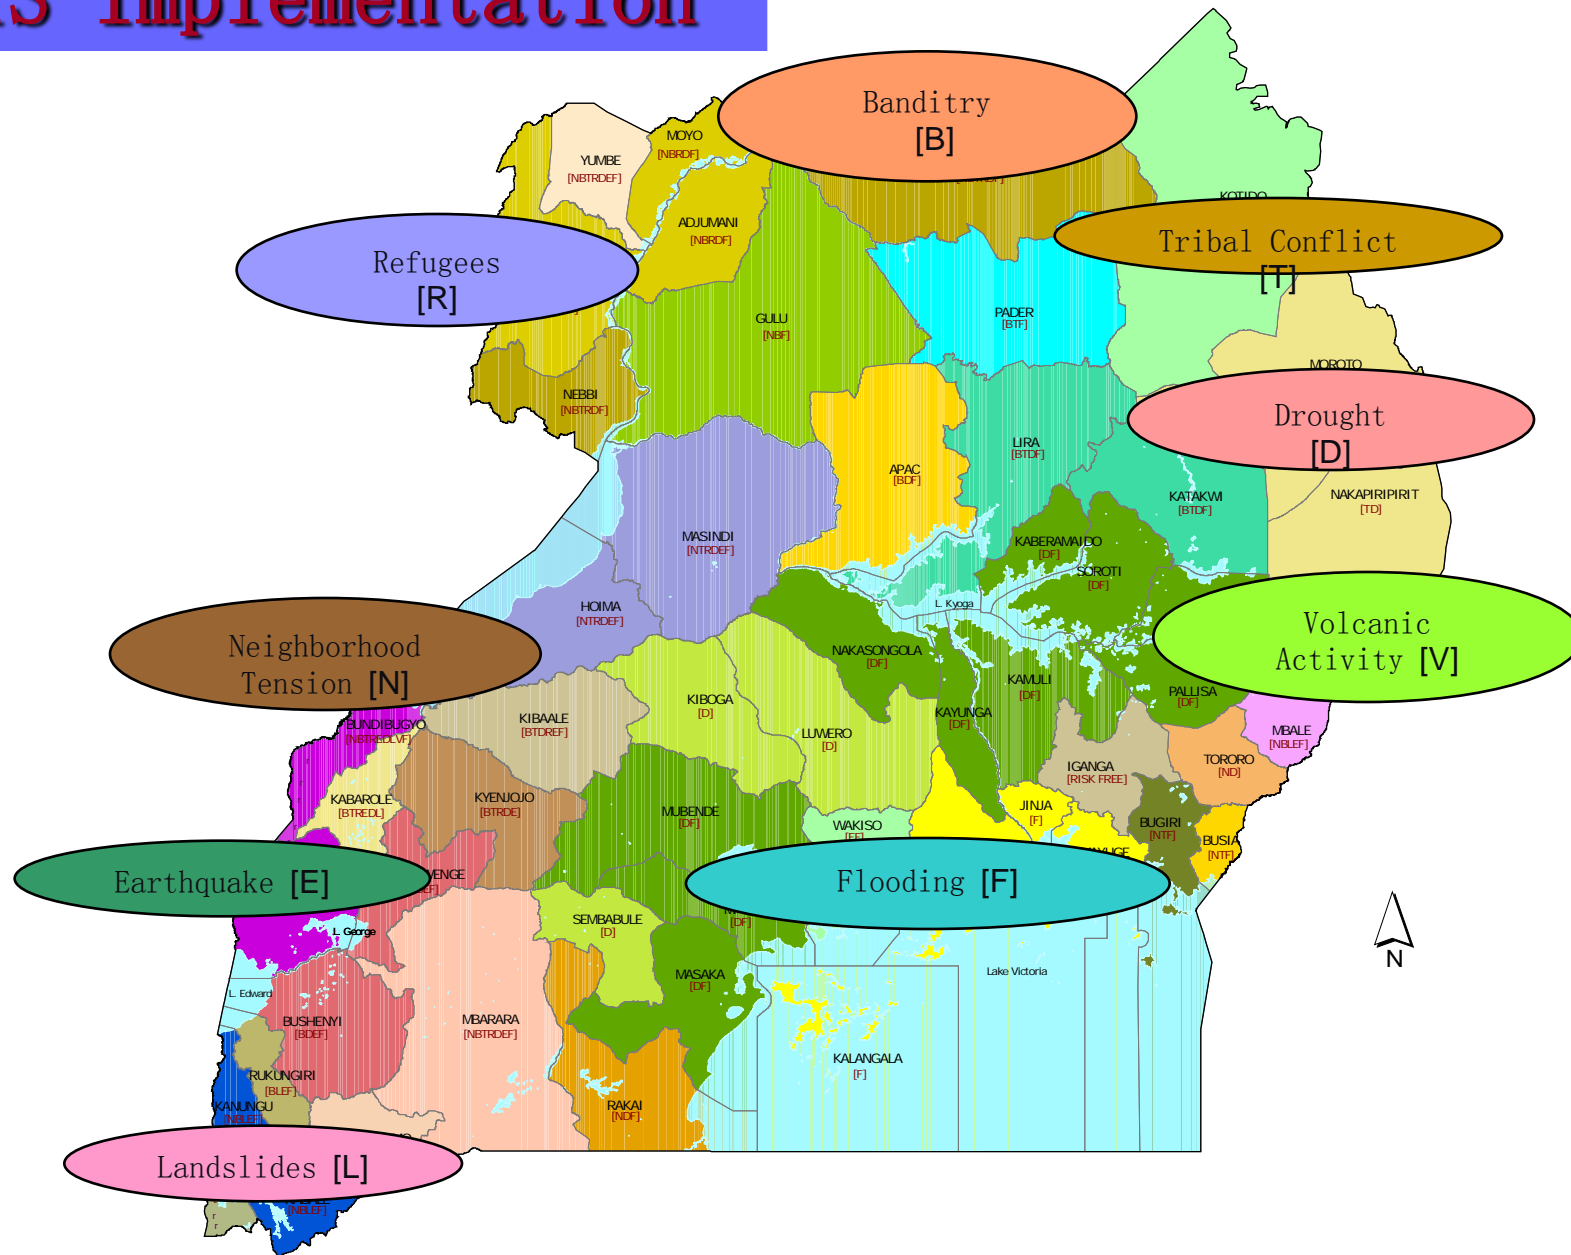 Implementation
Banditry
[B]
MOYO
[NBRDF]
YUMBE
[NBTRDEF]
KOTIDO
ADJUMANI
[NBRDF]
Tribal Conflict
[T]
Refugees
[R]
GULU
[NBF]
PADER
[BTF]
MOROTO
NEBBI
[NBTRDF]
Drought
[D]
LIRA
[BTDF]
APAC
[BDF]
KATAKWI
[BTDF]
NAKAPIRIPIRIT
[TD]
MASINDI
[NTRDEF]
KABERAMAIDO
[DF]
SOROTI
[DF]
HOIMA
[NTRDEF]
L. Kyoga
Volcanic
Activity [V]
Neighborhood
Tension [N]
NAKASONGOLA
[DF]
KAMULI
[DF]
PALLISA
[DF]
KIBOGA
[D]
KAYUNGA
[DF]
BUNDIBUGYO
[NBTREDLVF]
KIBAALE
[BTDREF]
LUWERO
[D]
MBALE
[NBLEF]
TORORO
[ND]
IGANGA
[RISK FREE]
KABAROLE
[BTREDL]
KYENJOJO
[BTRDE]
MUBENDE
[DF]
JINJA
[F]
WAKISO
BUGIRI
[NTF]
BUSIA
[NTF]
Earthquake [E]
Flooding [F]
SEMBABULE
[D]
[DF]
L. George
MASAKA
[DF]
Lake Victoria
L. Edward
BUSHENYI
[BDEF]
MBARARA
[NBTRDEF]
KALANGALA
[F]
RUKUNGIRI
[BLEF]
KANUNGU
[NBLEF
RAKAI
[NDF]
Landslides [L]
[NBLEF]
N